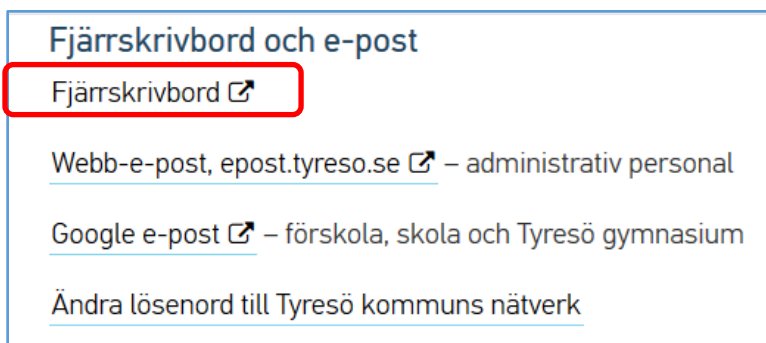 Fjärrskrivbord och e-post
Fjärrskrivbord
Webb-e-post, epost.tyreso.se – administrativ personal
Google e-post – förskola, skola och Tyresö gymnasium
Ändra lösenord till Tyresö kommuns nätverk